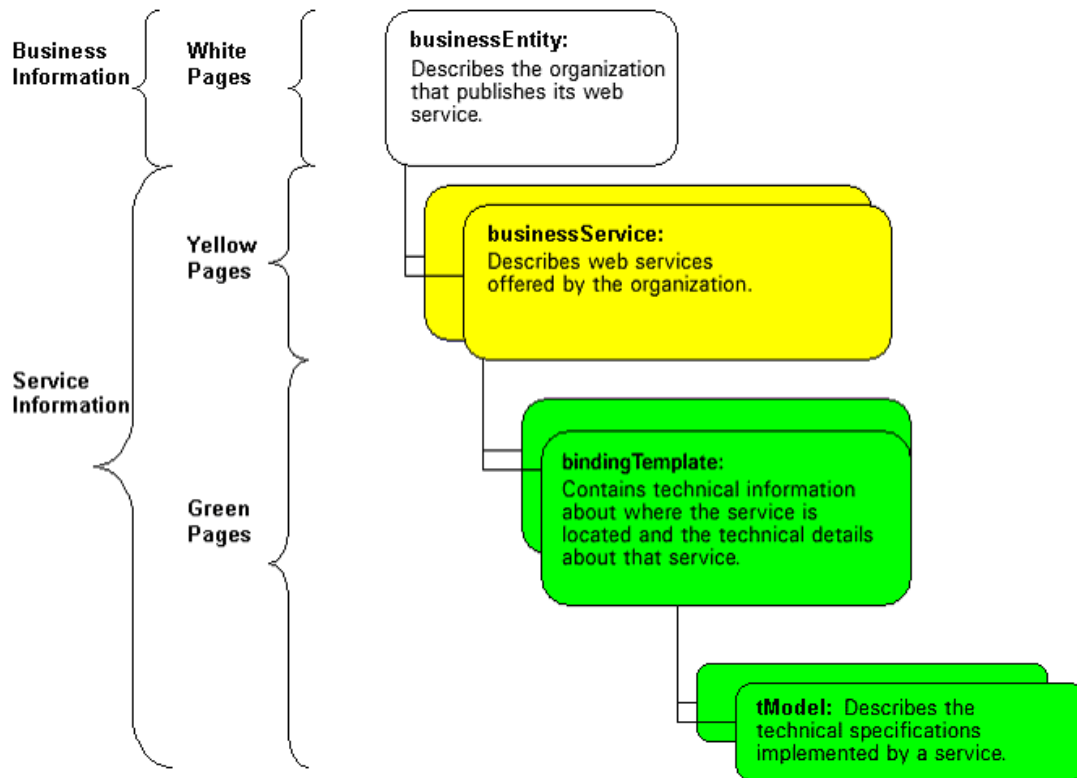 Business
Information
White
Pages
businessEntity:
Describes the organization
that publishes its web
service.
Yellow
Pages
businessService:
Describes web services
offered by the organization.
Service
Information
Green
Pages
bindingTemplate:
Contains technical information
about where the service is
located and the technical details
about that service.
tModel: Describes the
technical specifications
implemented by a service.